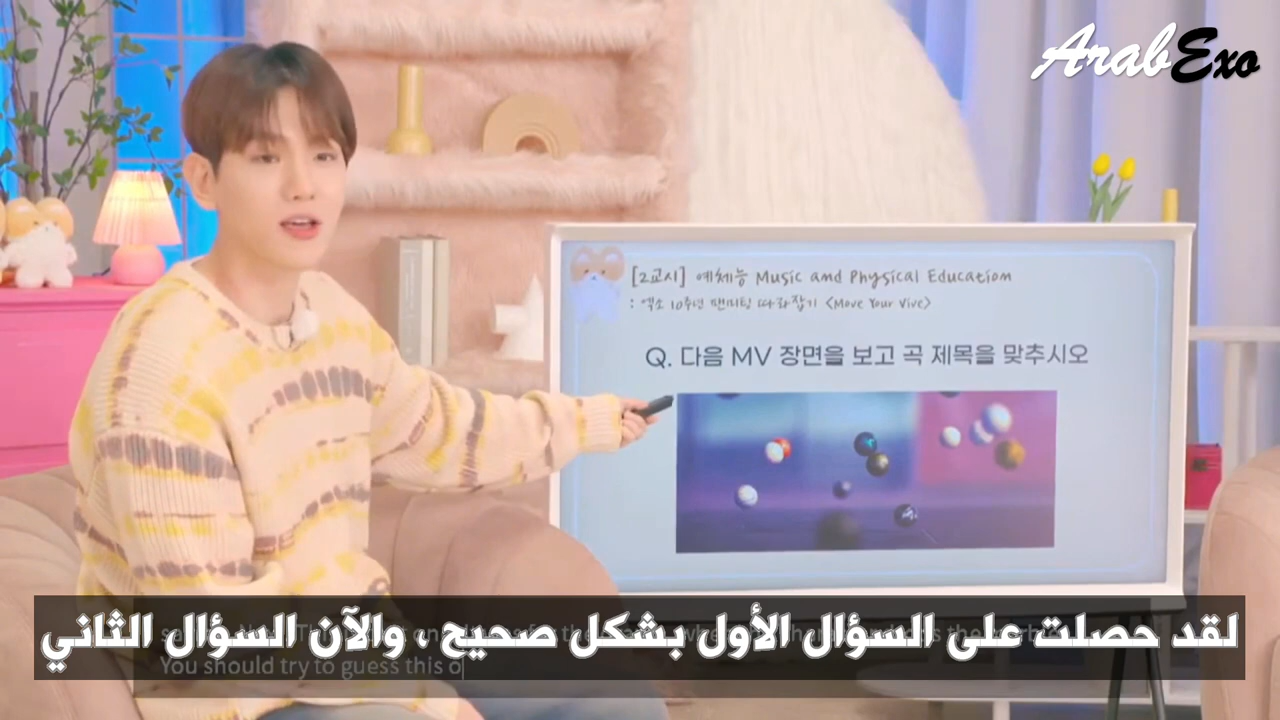 ArabExo
[2교시] 예체능 Music and Physical Education
: 엑소 10주년 팬미팅 따라잡기 <Move Your Vive>
Q. 다음 MV 장면을 보고 곡 제목을 맞추시오
لقد حصلت على السؤال الأول بشكل صحيح ، والآن السؤال الثاني
You should try to guess this o